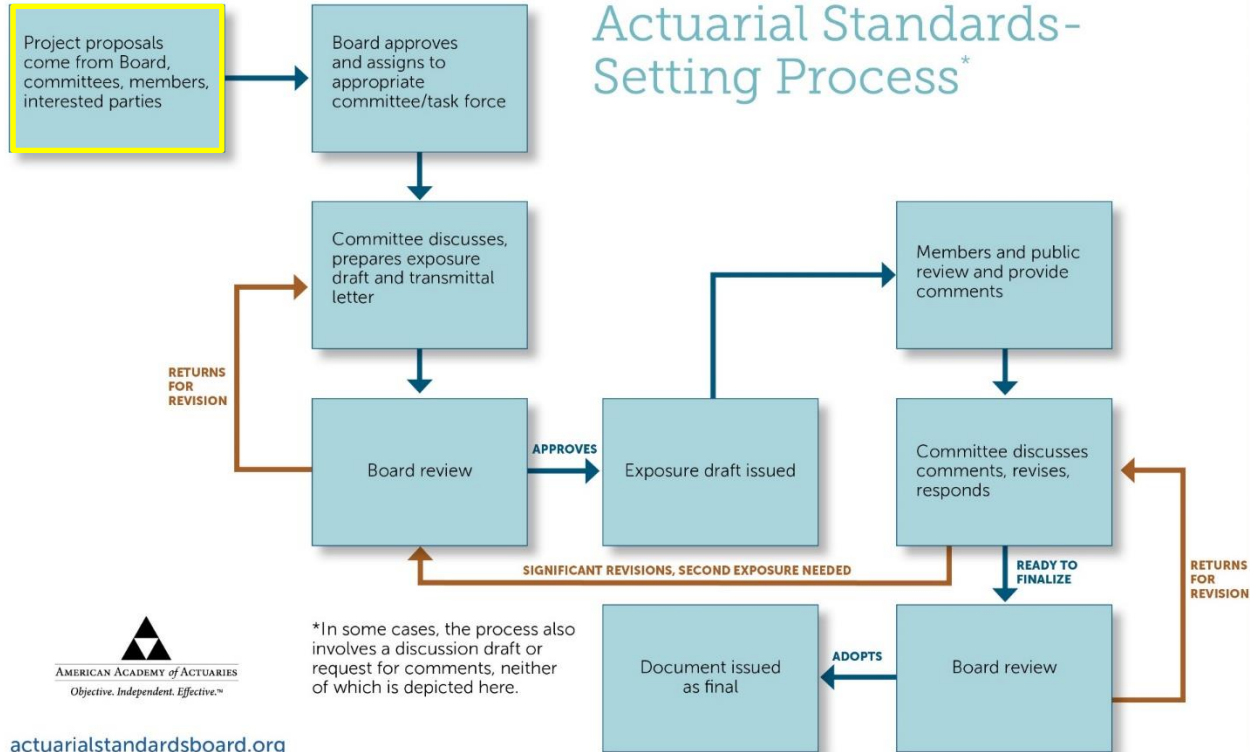 Actuarial Standards-
Setting Process*
Project proposals
come from Board,
committees, members,
interested parties
Board approves
and assigns to
appropriate
committee/task force
Committee discusses,
prepares exposure
draft and transmittal
letter
Members and public
review and provide
comments
RETURNS
FOR
REVISION
Board review
APPROVES
Exposure draft issued
Committee discusses
comments, revises,
responds
SIGNIFICANT REVISIONS, SECOND EXPOSURE NEEDED
READY TO
FINALIZE
RETURNS
FOR
REVISION
*In some cases, the process also
involves a discussion draft or
request for comments, neither
of which is depicted here.
Document issued
as final
ADOPTS
Board review
AMERICAN ACADEMY of ACTUARIES
Objective. Independent. Effective.™
actuarialstandardsboard.org